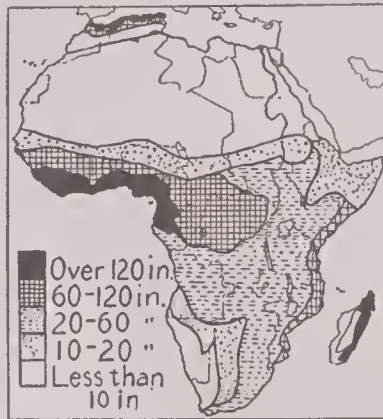 Over 120 in.
60-120 in.
20-60 "
10-20 "
Less than
10 in